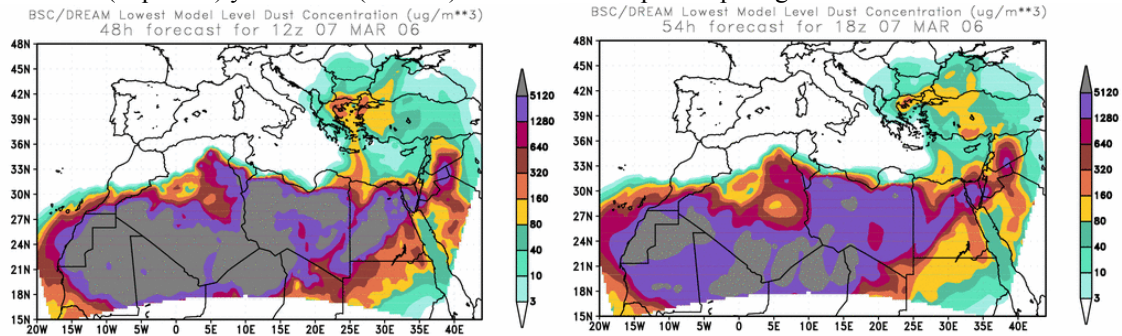 BSC/DREAM Lowest Model Level Dust Concentration (ug/m**3)
48h forecast for 12z 07 MAR 06
48N
45N
42N
39N
36N
33N
30N
27N
24N
21N
18N
15N
20W 15W 10W 5W 0 5E 10E 15E 20E 25E 30E 35E 40E
5120
1280
640
320
160
80
40
10
3
BSC/DREAM Lowest Model Level Dust Concentration (ug/m**3)
54h forecast for 18z 07 MAR 06
48N
45N
42N
39N
36N
33N
30N
27N
24N
21N
18N
15N
20W 15W 10W 5W 0 5E 10E 15E 20E 25E 30E 35E 40E
5120
1280
640
320
160
80
40
10
3